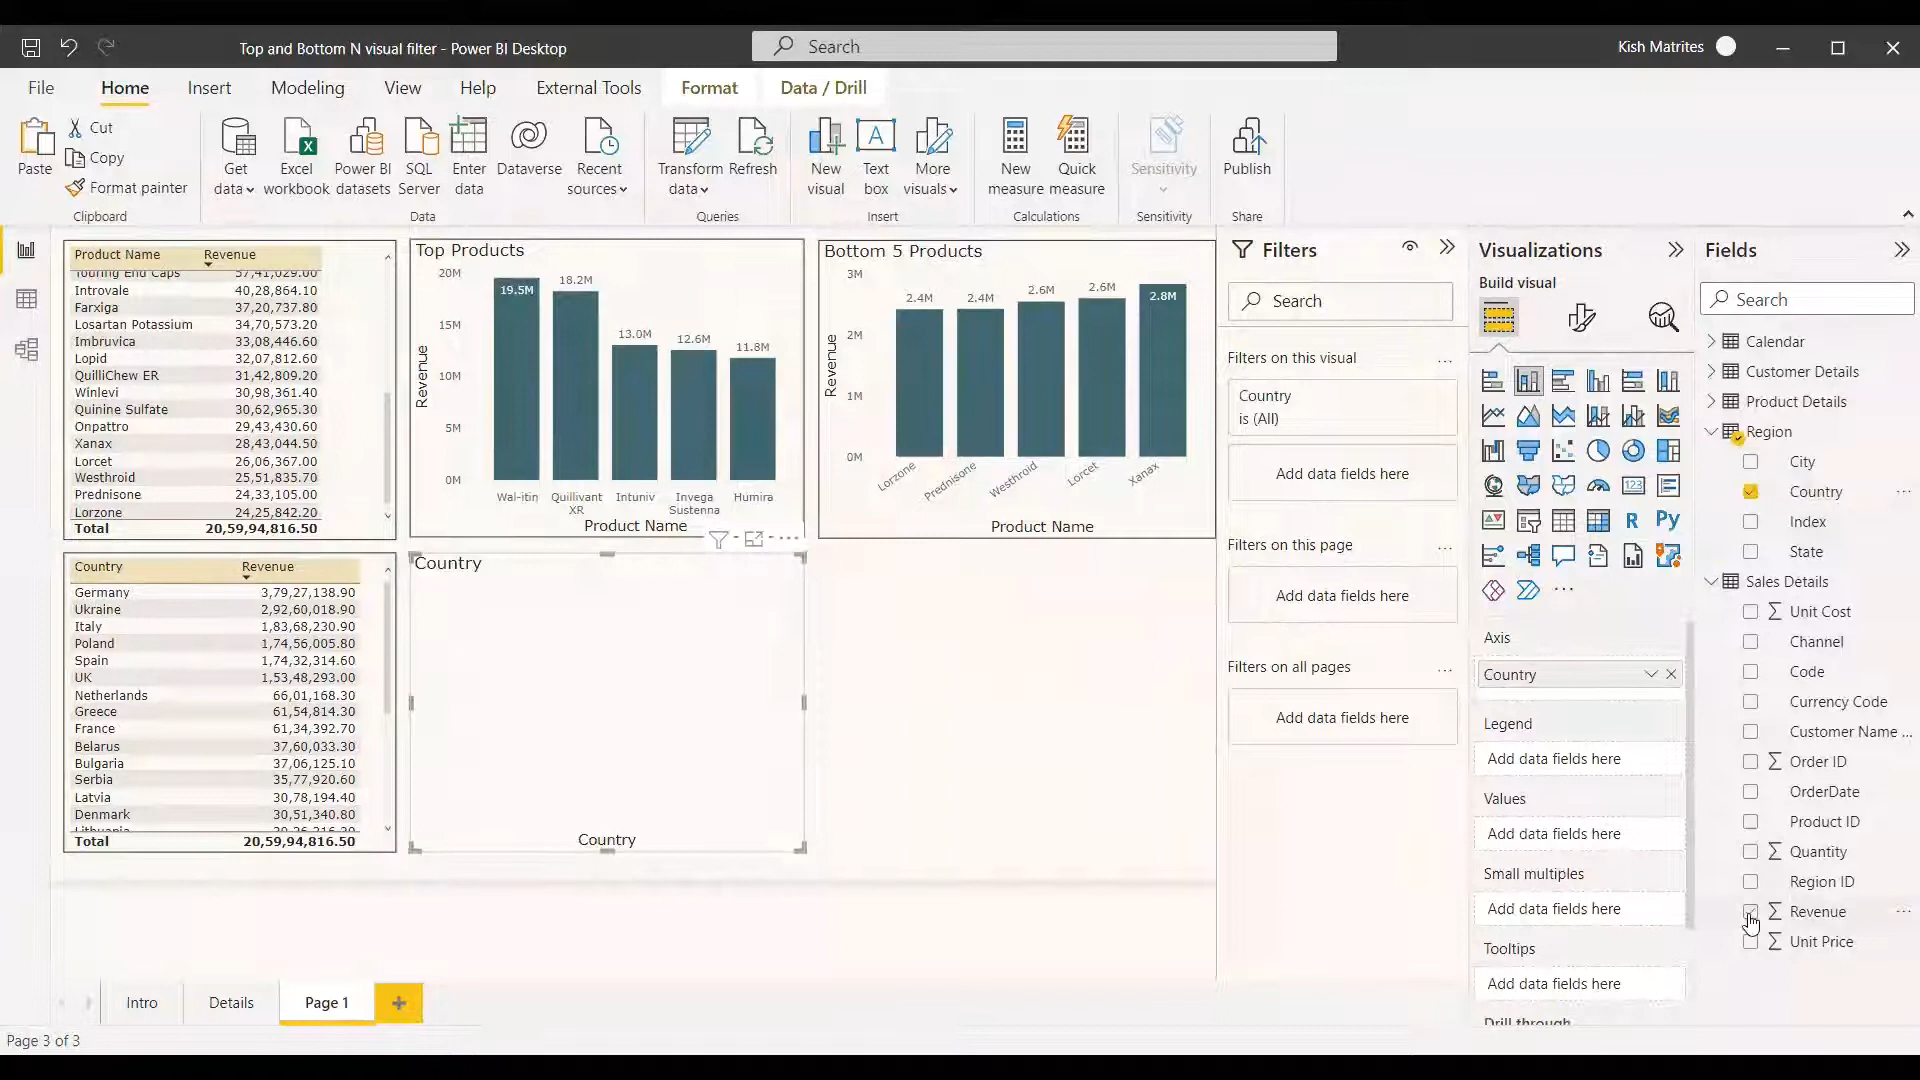 Top and Bottom N visual filter - Power BI Desktop
Search
Kish Matrites
File
Home
Insert
Modeling
View
Help
External Tools
Format
Data / Drill
Paste
Cut
Copy
Format painter
Clipboard
Get data
Excel workbook
Power BI datasets
SQL Server
Enter data
Dataverse
Recent sources
Data
Transform data
Refresh
Queries
New visual
A
Text box
More visuals
Insert
New measure
Quick measure
Calculations
Sensitivity
Sensitivity
Publish
Share
Product Name Revenue
Touring End Caps 57,41,029.00
Introvale 40,28,864.10
Farxiga 37,20,737.80
Losartan Potassium 34,70,573.20
Imbruvica 33,08,446.60
Lopid 32,07,812.60
QuilliChew ER 31,42,809.20
Winlevi 30,98,361.40
Quinine Sulfate 30,62,965.30
Onpattro 29,43,430.60
Xanax 28,43,044.50
Lorcet 26,06,367.00
Westhroid 25,51,835.70
Prednisone 24,33,105.00
Lorzone 24,25,842.20
Total 20,59,94,816.50
Top Products
20M
15M
10M
5M
0M
Revenue
19.5M
18.2M
13.0M
12.6M
11.8M
Wal-itin
Quillivant XR
Intuniv
Invega Sustenna
Humira
Product Name
Bottom 5 Products
3M
2M
1M
0M
Revenue
2.4M
2.4M
2.6M
2.6M
2.8M
Lorzone
Prednisone
Westhroid
Lorcet
Xanax
Product Name
Country Revenue
Germany 3,79,27,138.90
Ukraine 2,92,60,018.90
Italy 1,83,68,230.90
Poland 1,74,56,005.80
Spain 1,74,32,314.60
UK 1,53,48,293.00
Netherlands 66,01,168.30
Greece 61,54,814.30
France 61,34,392.70
Belarus 37,60,033.30
Bulgaria 37,06,125.10
Serbia 35,77,920.60
Latvia 30,78,194.40
Denmark 30,51,340.80
Lithuania
Total 20,59,94,816.50
Country
Country
Filters
Search
Filters on this visual
Country
is (All)
Add data fields here
Filters on this page
Add data fields here
Filters on all pages
Add data fields here
Visualizations
Build visual
123
R
Py
Axis
Country
Legend
Add data fields here
Values
Add data fields here
Small multiples
Add data fields here
Tooltips
Add data fields here
Drill through
Fields
Search
Calendar
Customer Details
Product Details
Region
City
Country
Index
State
Sales Details
Unit Cost
Channel
Code
Currency Code
Customer Name ...
Order ID
OrderDate
Product ID
Quantity
Region ID
Revenue
Unit Price
Intro
Details
Page 1
Page 3 of 3